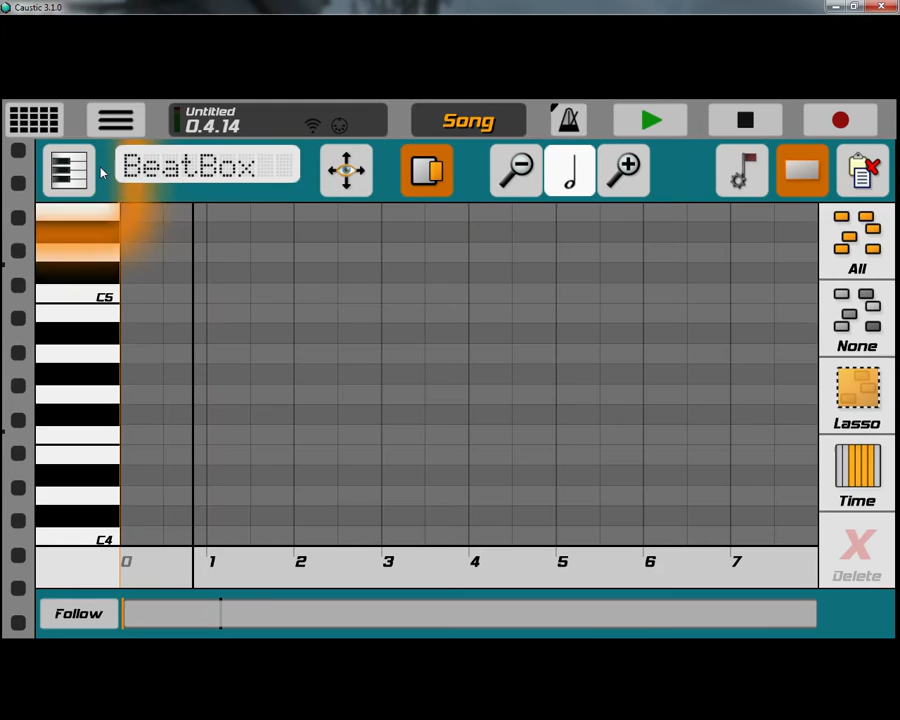 Caustic 3.1.0
Untitled
0.4.14
Song
BeatBox
C5
C4
All
None
Lasso
Time
Delete
0 1 2 3 4 5 6 7
Follow